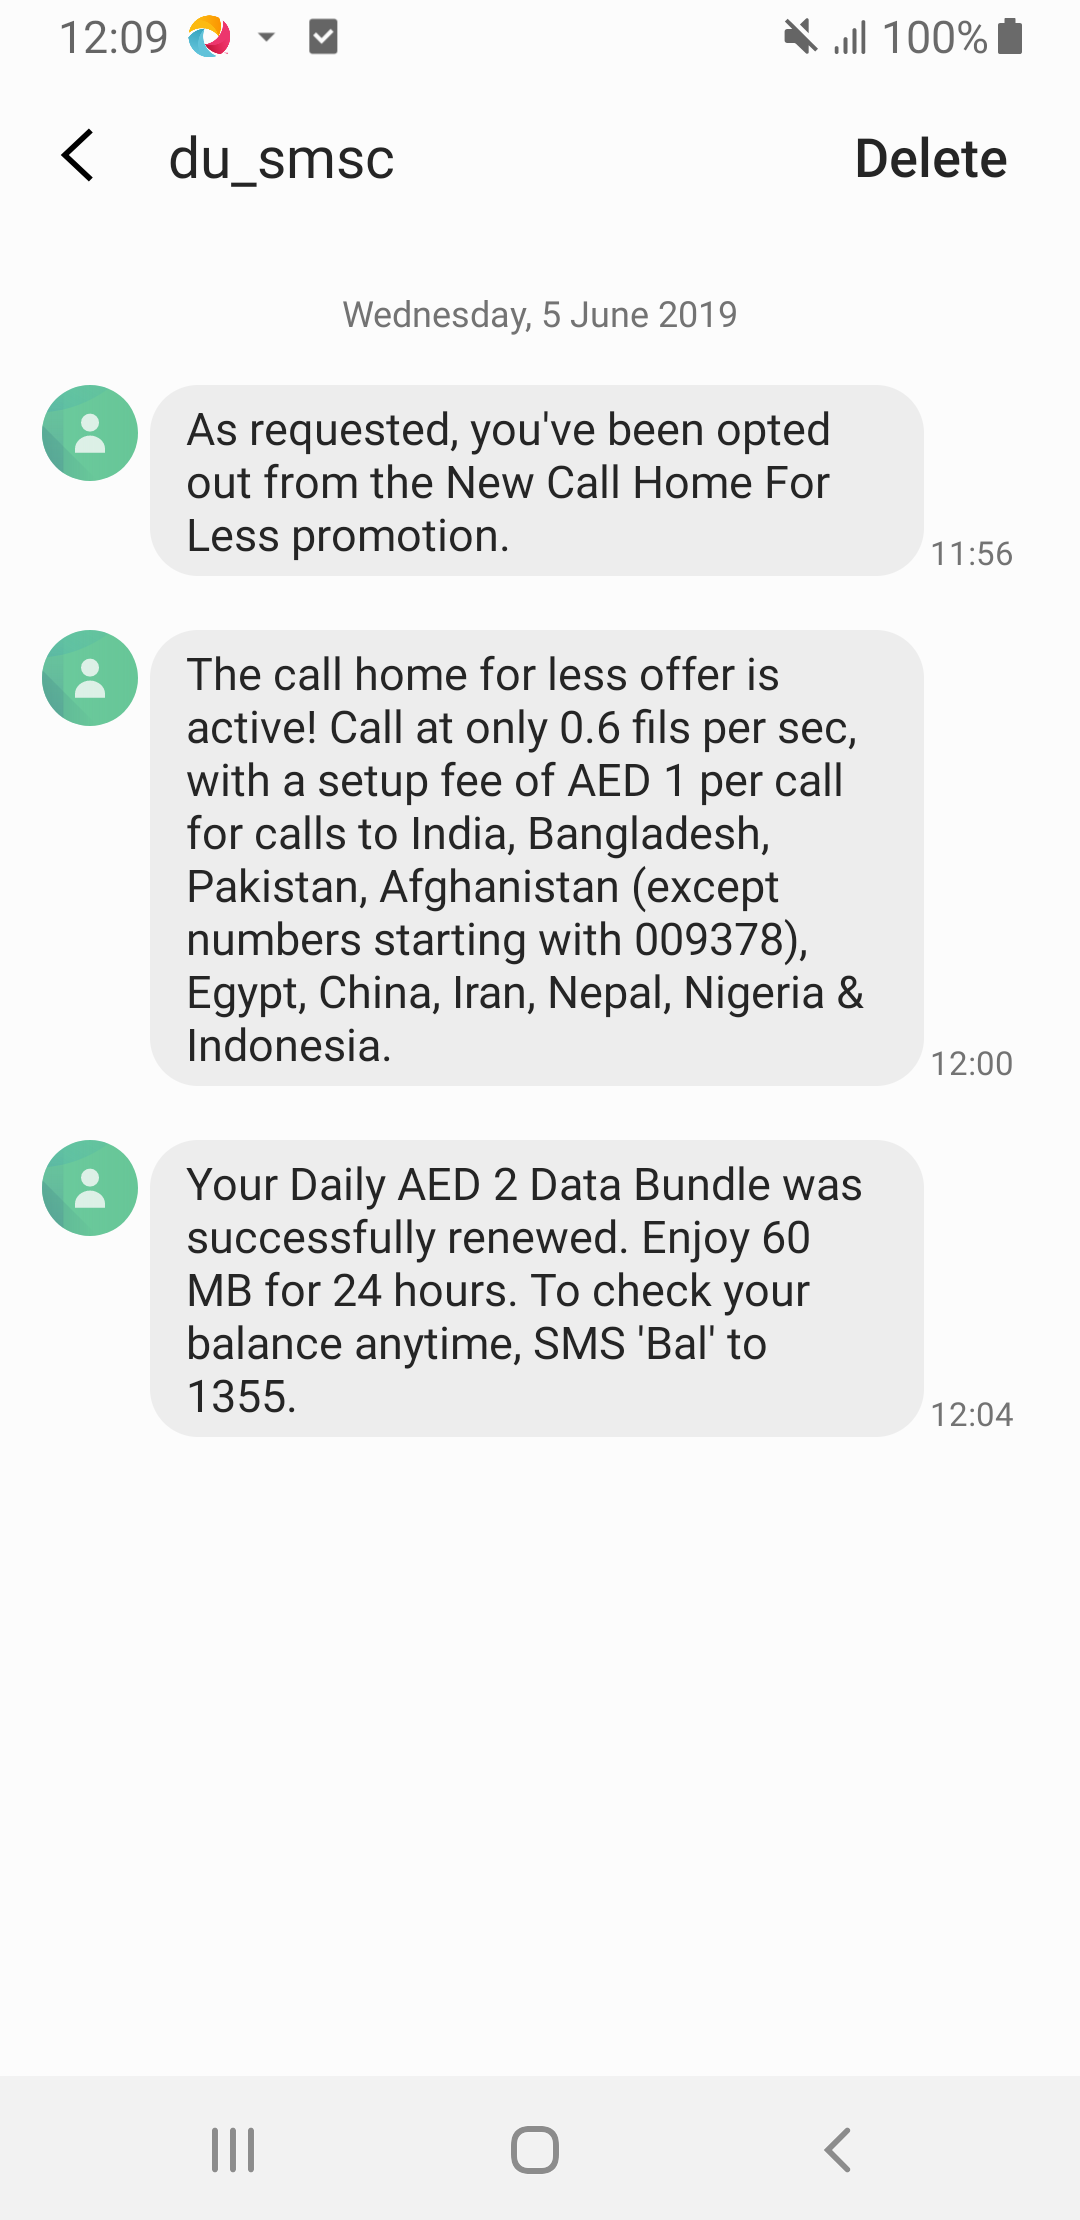 12:09
100%
du_smsc
Delete
Wednesday, 5 June 2019
As requested, you've been opted
out from the New Call Home For
Less promotion.
11:56
The call home for less offer is
active! Call at only 0.6 fils per sec,
with a setup fee of AED 1 per call
for calls to India, Bangladesh,
Pakistan, Afghanistan (except
numbers starting with 009378),
Egypt, China, Iran, Nepal, Nigeria &
Indonesia.
12:00
Your Daily AED 2 Data Bundle was
successfully renewed. Enjoy 60
MB for 24 hours. To check your
balance anytime, SMS 'Bal' to
1355.
12:04